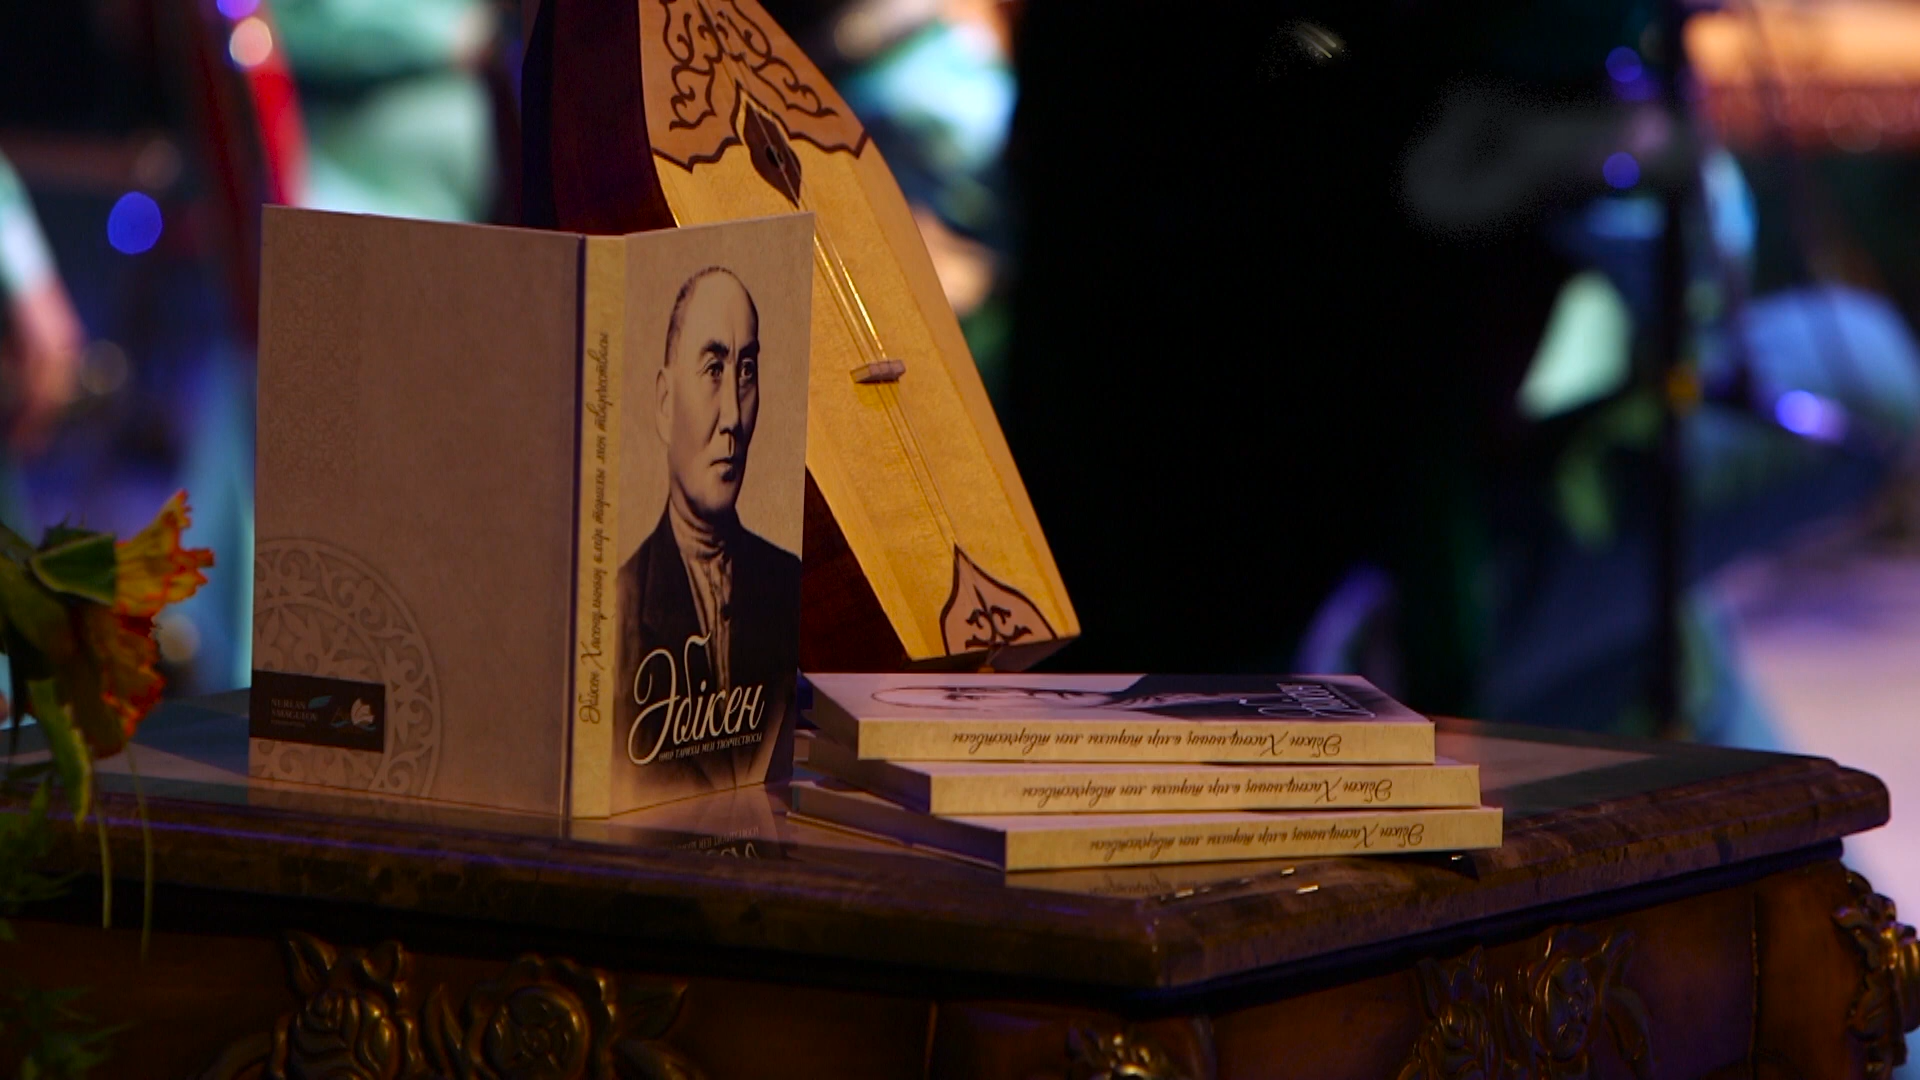 Әбікен Хасенұлының өмір тарихы мен творчествосы
Әбікен
ӨМІР ТАРИХЫ МЕН ТВОРЧЕСТВОСЫ
Әбікен Хасенұлының өмір тарихы мен творчествосы
Әбікен Хасенұлының өмір тарихы мен творчествосы
Әбікен Хасенұлының өмір тарихы мен творчествосы